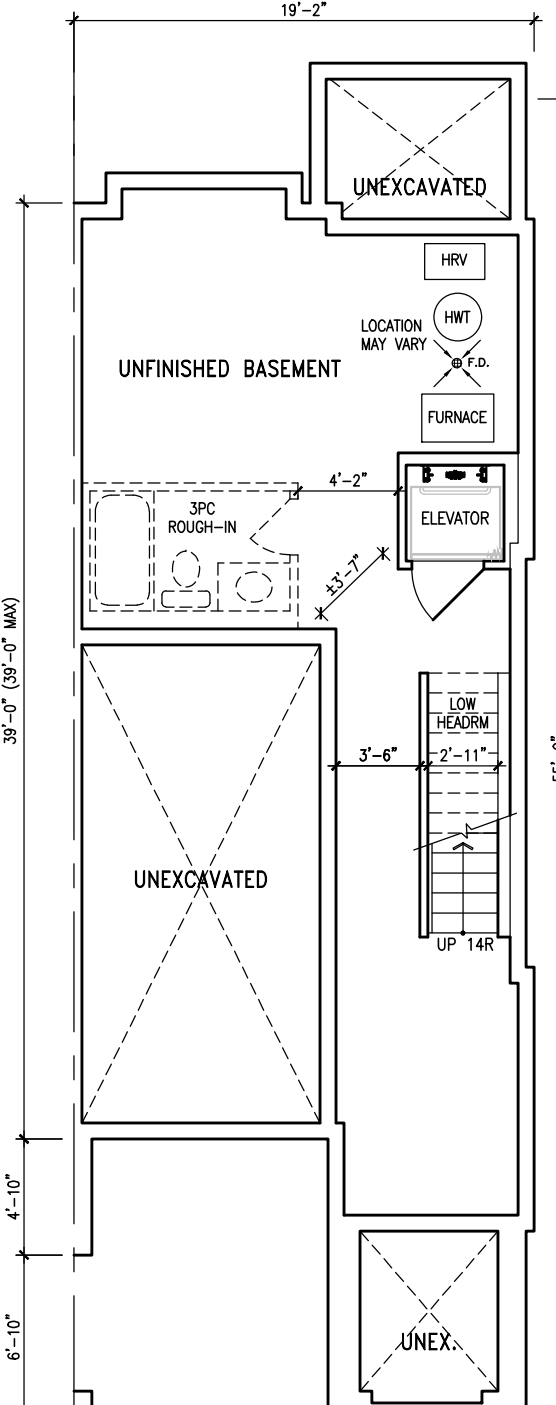 19'-2"
UNEXCAVATED
HRV
HWT
LOCATION
MAY VARY
F.D.
UNFINISHED BASEMENT
FURNACE
4'-2"
3PC
ROUGH-IN
ELEVATOR
±3'-7"
39'-0" (39'-0" MAX)
LOW
HEADRM
3'-6"
2'-11"
UNEXCAVATED
UP 14R
4'-10"
6'-10"
UNEX.